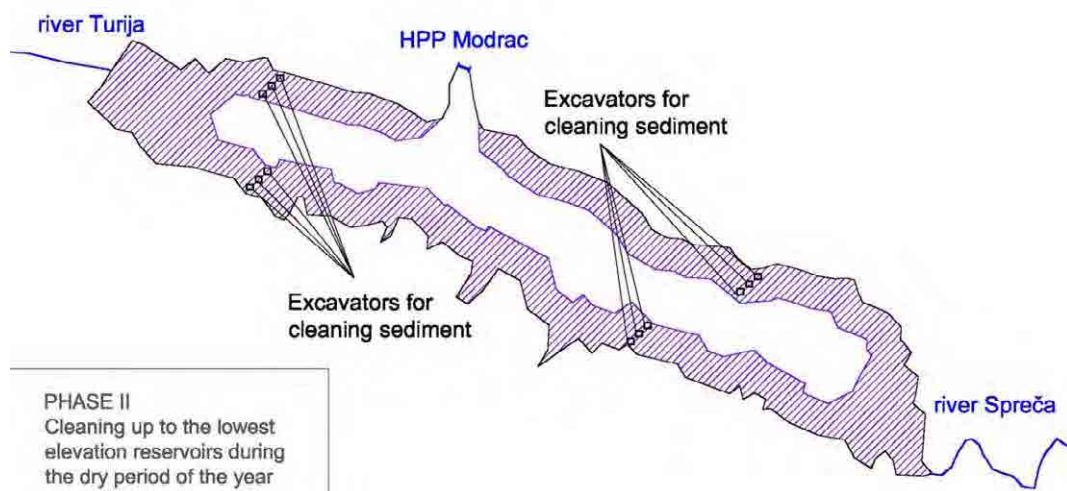 river Turija
HPP Modrac
Excavators for
cleaning sediment
Excavators for
cleaning sediment
PHASE II
Cleaning up to the lowest
elevation reservoirs during
the dry period of the year
river Spreča